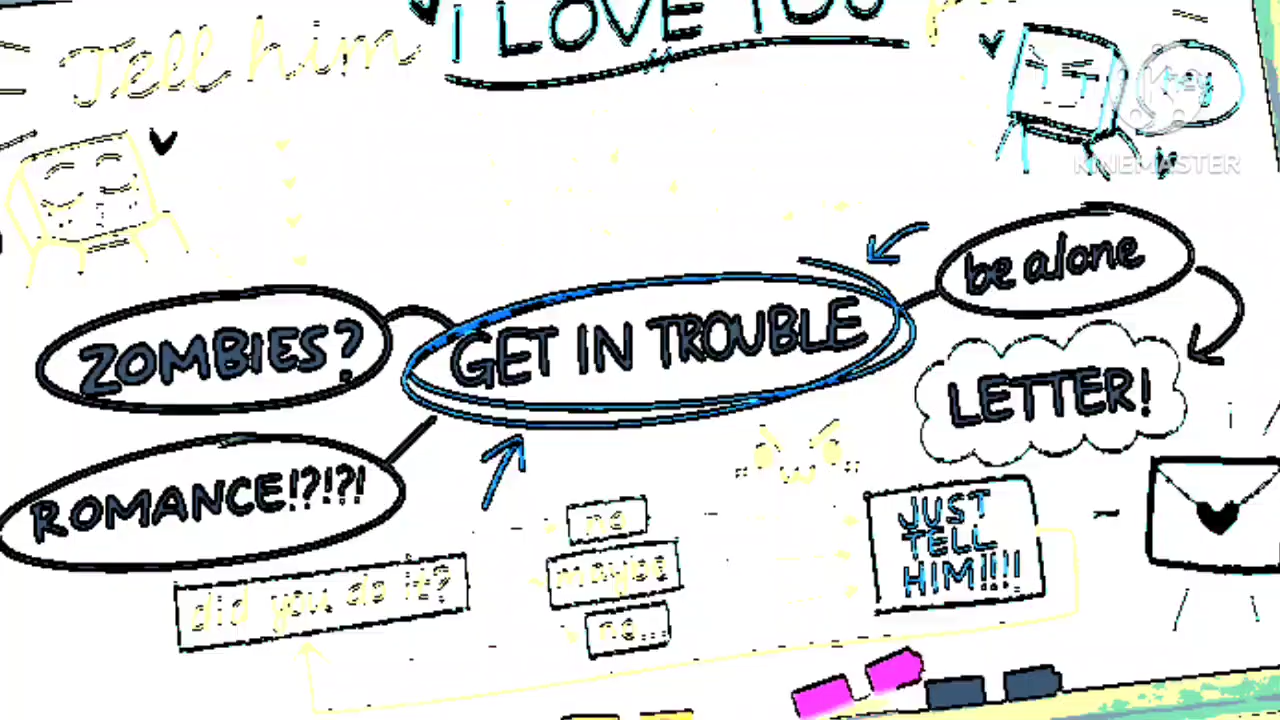 Tell him
I LOVE YOU
KINEMASTER
be alone
ZOMBIES?
GET IN TROUBLE
LETTER!
ROMANCE!?!?!
JUST
TELL
HIM!!!!
no
maybe
no...
did you do it?